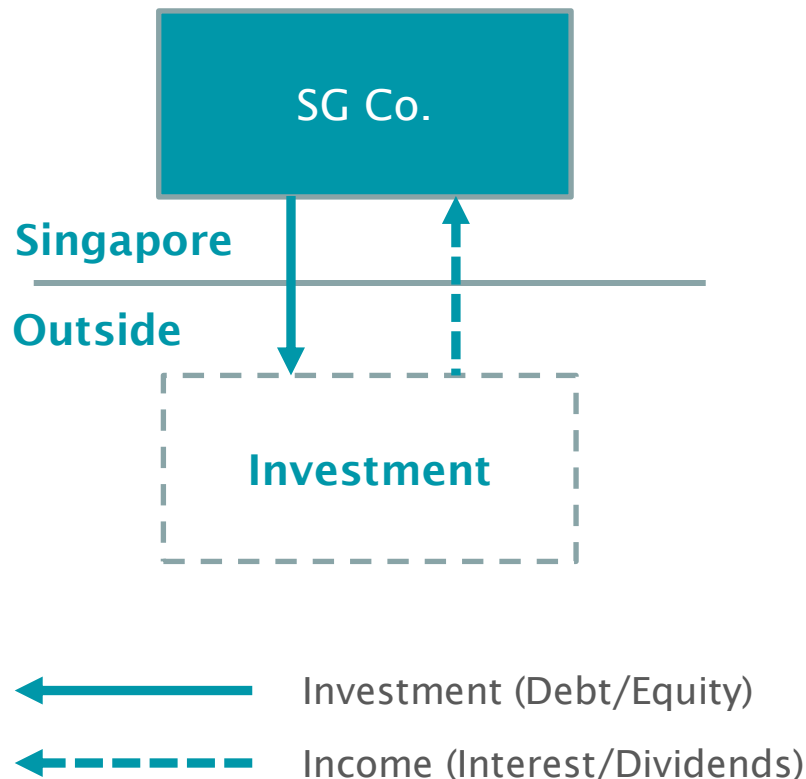 SG Co.
Singapore
Outside
Investment
Investment (Debt/Equity)
Income (Interest/Dividends)